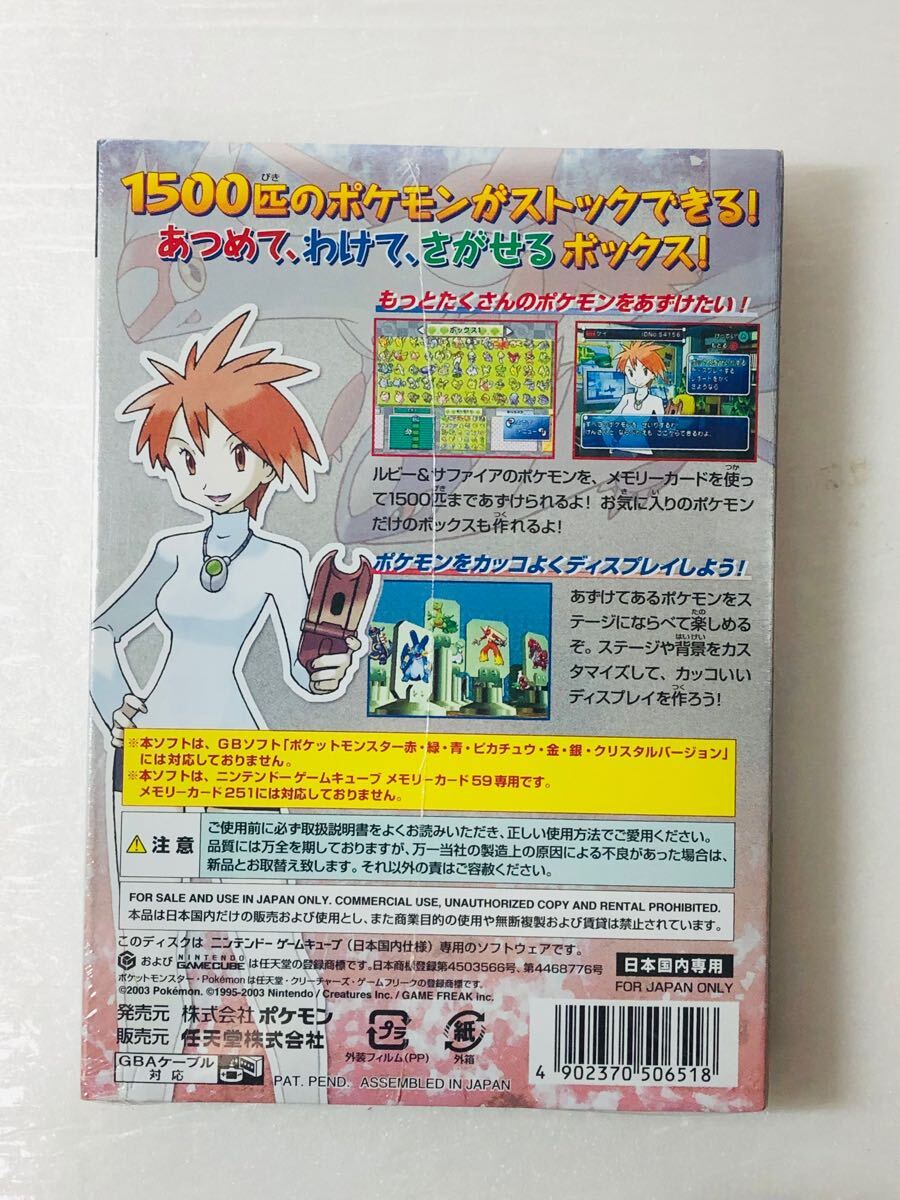 1500匹のポケモンがストックできる!
びき
あつめて、わけて、さがせる ボックス!
もっとたくさんのポケモンをあずけたい!
ボックス1
ケイ IDNo.54156
ルビー&サファイアのポケモンを、メモリーカードを使っ
つか
て1500匹まであずけられるよ! お気に入りのポケモン
びき き い
だけのボックスも作れるよ!
つく
ポケモンをカッコよくディスプレイしよう!
あずけてあるポケモンをス
テージにならべて楽しめる
たの
ぞ。ステージや背景をカス
はいけい
タマイズして、カッコいい
ディスプレイを作ろう!
つく
※本ソフトは、GBソフト「ポケットモンスター赤・緑・青・ピカチュウ・金・銀・クリスタルバージョン」
には対応しておりません。
※本ソフトは、ニンテンドーゲームキューブ メモリーカード59専用です。
メモリーカード251には対応しておりません。
注意
ご使用前に必ず取扱説明書をよくお読みいただき、正しい使用方法でご愛用ください。
品質には万全を期しておりますが、万一当社の製造上の原因による不良があった場合は、
新品とお取替え致します。それ以外の責はご容赦ください。
FOR SALE AND USE IN JAPAN ONLY. COMMERCIAL USE, UNAUTHORIZED COPY AND RENTAL PROHIBITED.
本品は日本国内だけの販売および使用とし、また商業目的の使用や無断複製および賃貸は禁止されています。
このディスクは ニンテンドー ゲームキューブ (日本国内仕様) 専用のソフトウェアです。
および NINTENDO GAMECUBE は任天堂の登録商標です。日本商標登録第4503566号、第4468776号
ポケットモンスター・Pokémonは任天堂・クリーチャーズ・ゲームフリークの登録商標です。
©2003 Pokémon. ©1995-2003 Nintendo / Creatures inc. / GAME FREAK inc.
日本国内専用
FOR JAPAN ONLY
発売元 株式会社 ポケモン
販売元 任天堂株式会社
GBAケーブル
対応
プラ
外装フィルム(PP)
紙
外箱
PAT. PEND. ASSEMBLED IN JAPAN
4 902370 506518